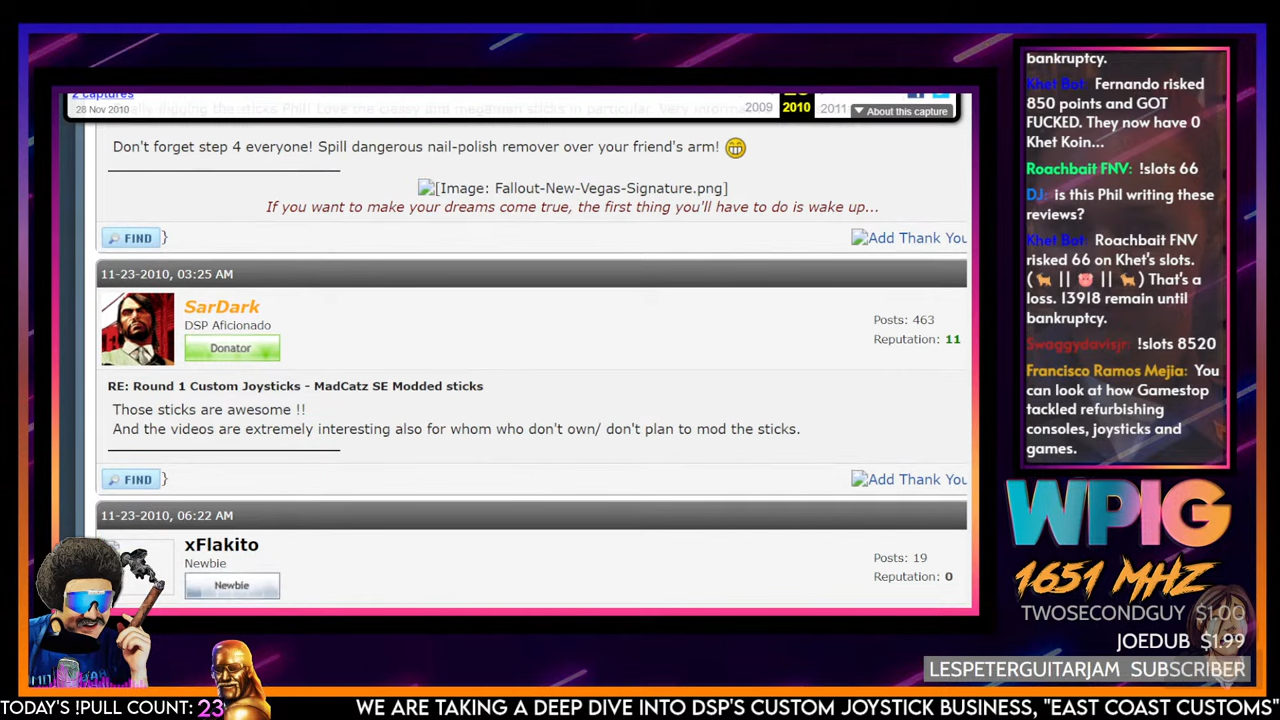 2 captures
28 Nov 2010
2009
2010
2011
About this capture
Don't forget step 4 everyone! Spill dangerous nail-polish remover over your friend's arm!
[Image: Fallout-New-Vegas-Signature.png]
If you want to make your dreams come true, the first thing you'll have to do is wake up...
FIND }
Add Thank You
11-23-2010, 03:25 AM
SarDark
DSP Aficionado
Donator
Posts: 463
Reputation: 11
RE: Round 1 Custom Joysticks - MadCatz SE Modded sticks
Those sticks are awesome !!
And the videos are extremely interesting also for whom who don't own/ don't plan to mod the sticks.
FIND }
Add Thank You
11-23-2010, 06:22 AM
xFlakito
Newbie
Newbie
Posts: 19
Reputation: 0
bankruptcy.
Khet Bot: Fernando risked
850 points and GOT
FUCKED. They now have 0
Khet Koin...
Roachbait FNV: !slots 66
DJ: is this Phil writing these
reviews?
Khet Bot: Roachbait FNV
risked 66 on Khet's slots.
( || || ) That's a
loss. 13918 remain until
bankruptcy.
Swaggydavisjr: !slots 8520
Francisco Ramos Mejia: You
can look at how Gamestop
tackled refurbishing
consoles, joysticks and
games.
WPIG
1651 MHZ
TWOSECONDGUY $1.00
JOEDUB $1.99
LESPETERGUITARJAM SUBSCRIBER
TODAY'S !PULL COUNT: 23
WE ARE TAKING A DEEP DIVE INTO DSP'S CUSTOM JOYSTICK BUSINESS, "EAST COAST CUSTOMS"